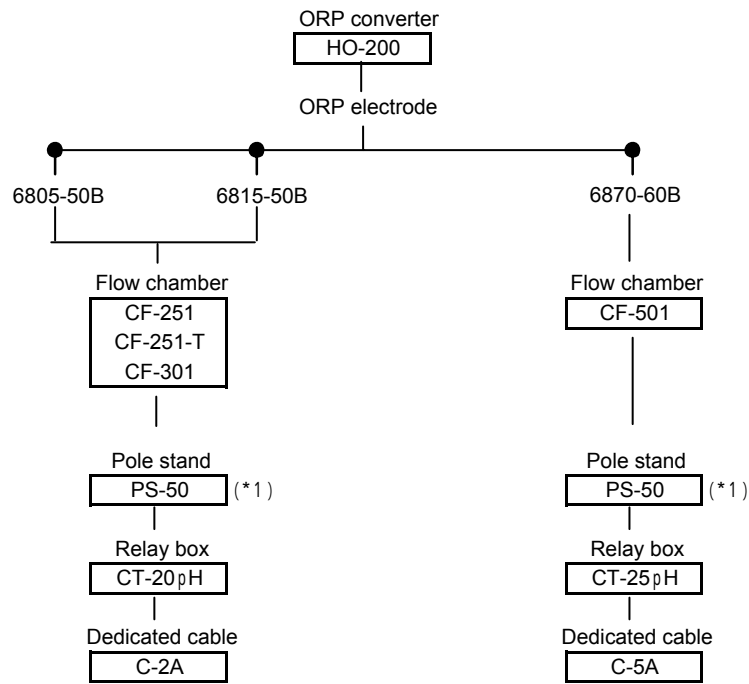 ORP converter
HO-200
ORP electrode
6805-50B
6815-50B
6870-60B
Flow chamber
CF-251
CF-251-T
CF-301
Flow chamber
CF-501
Pole stand
PS-50 (*1)
Pole stand
PS-50 (*1)
Relay box
CT-20pH
Relay box
CT-25pH
Dedicated cable
C-2A
Dedicated cable
C-5A